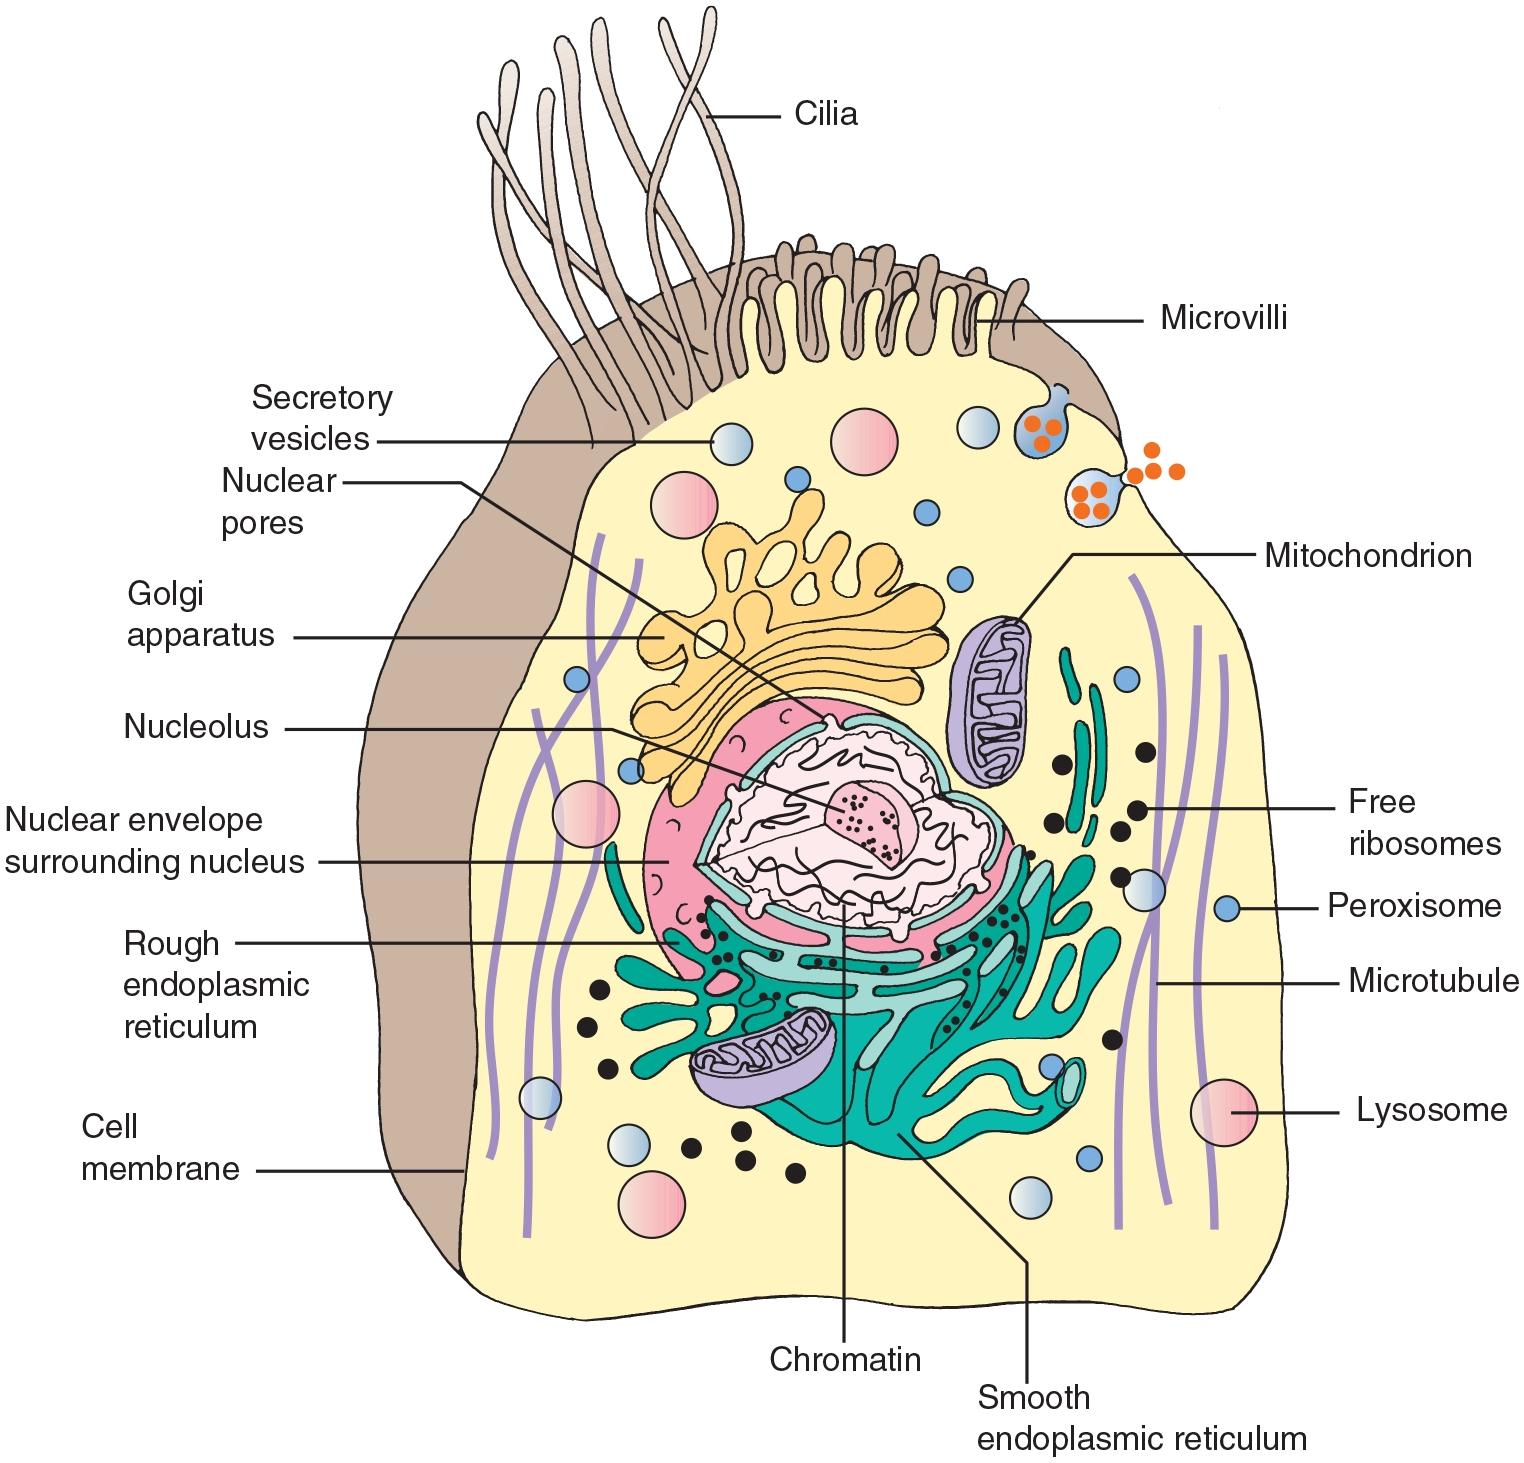 Cilia
Microvilli
Secretory
vesicles
Nuclear
pores
Mitochondrion
Golgi
apparatus
Nucleolus
Free
ribosomes
Nuclear envelope
surrounding nucleus
Peroxisome
Rough
endoplasmic
reticulum
Microtubule
Lysosome
Cell
membrane
Chromatin
Smooth
endoplasmic reticulum